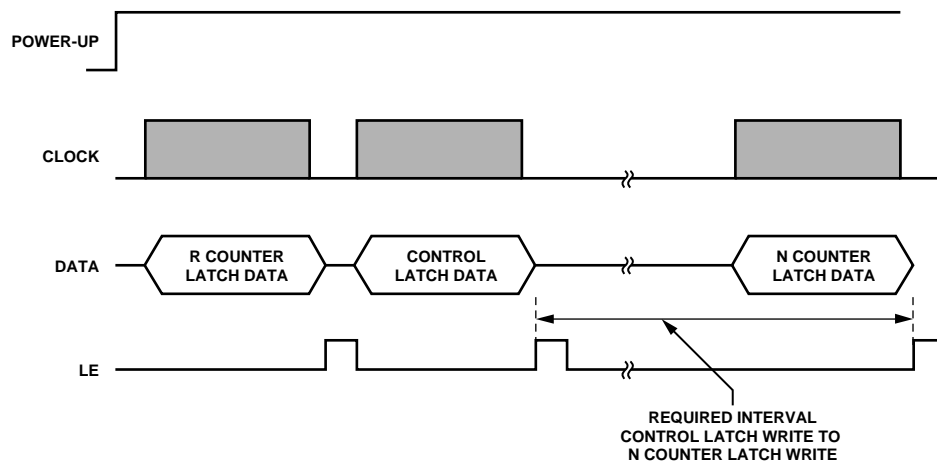 POWER-UP
CLOCK
DATA
R COUNTER
LATCH DATA
CONTROL
LATCH DATA
N COUNTER
LATCH DATA
LE
REQUIRED INTERVAL
CONTROL LATCH WRITE TO
N COUNTER LATCH WRITE